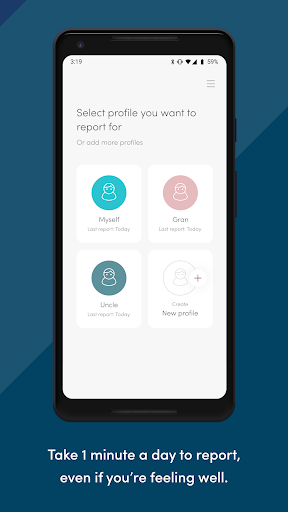 3:19
59%
Select profile you want to
report for
Or add more profiles
Myself
Last report: Today
Gran
Last report: Today
Uncle
Last report: Today
Create
New profile
Take 1 minute a day to report,
even if you're feeling well.